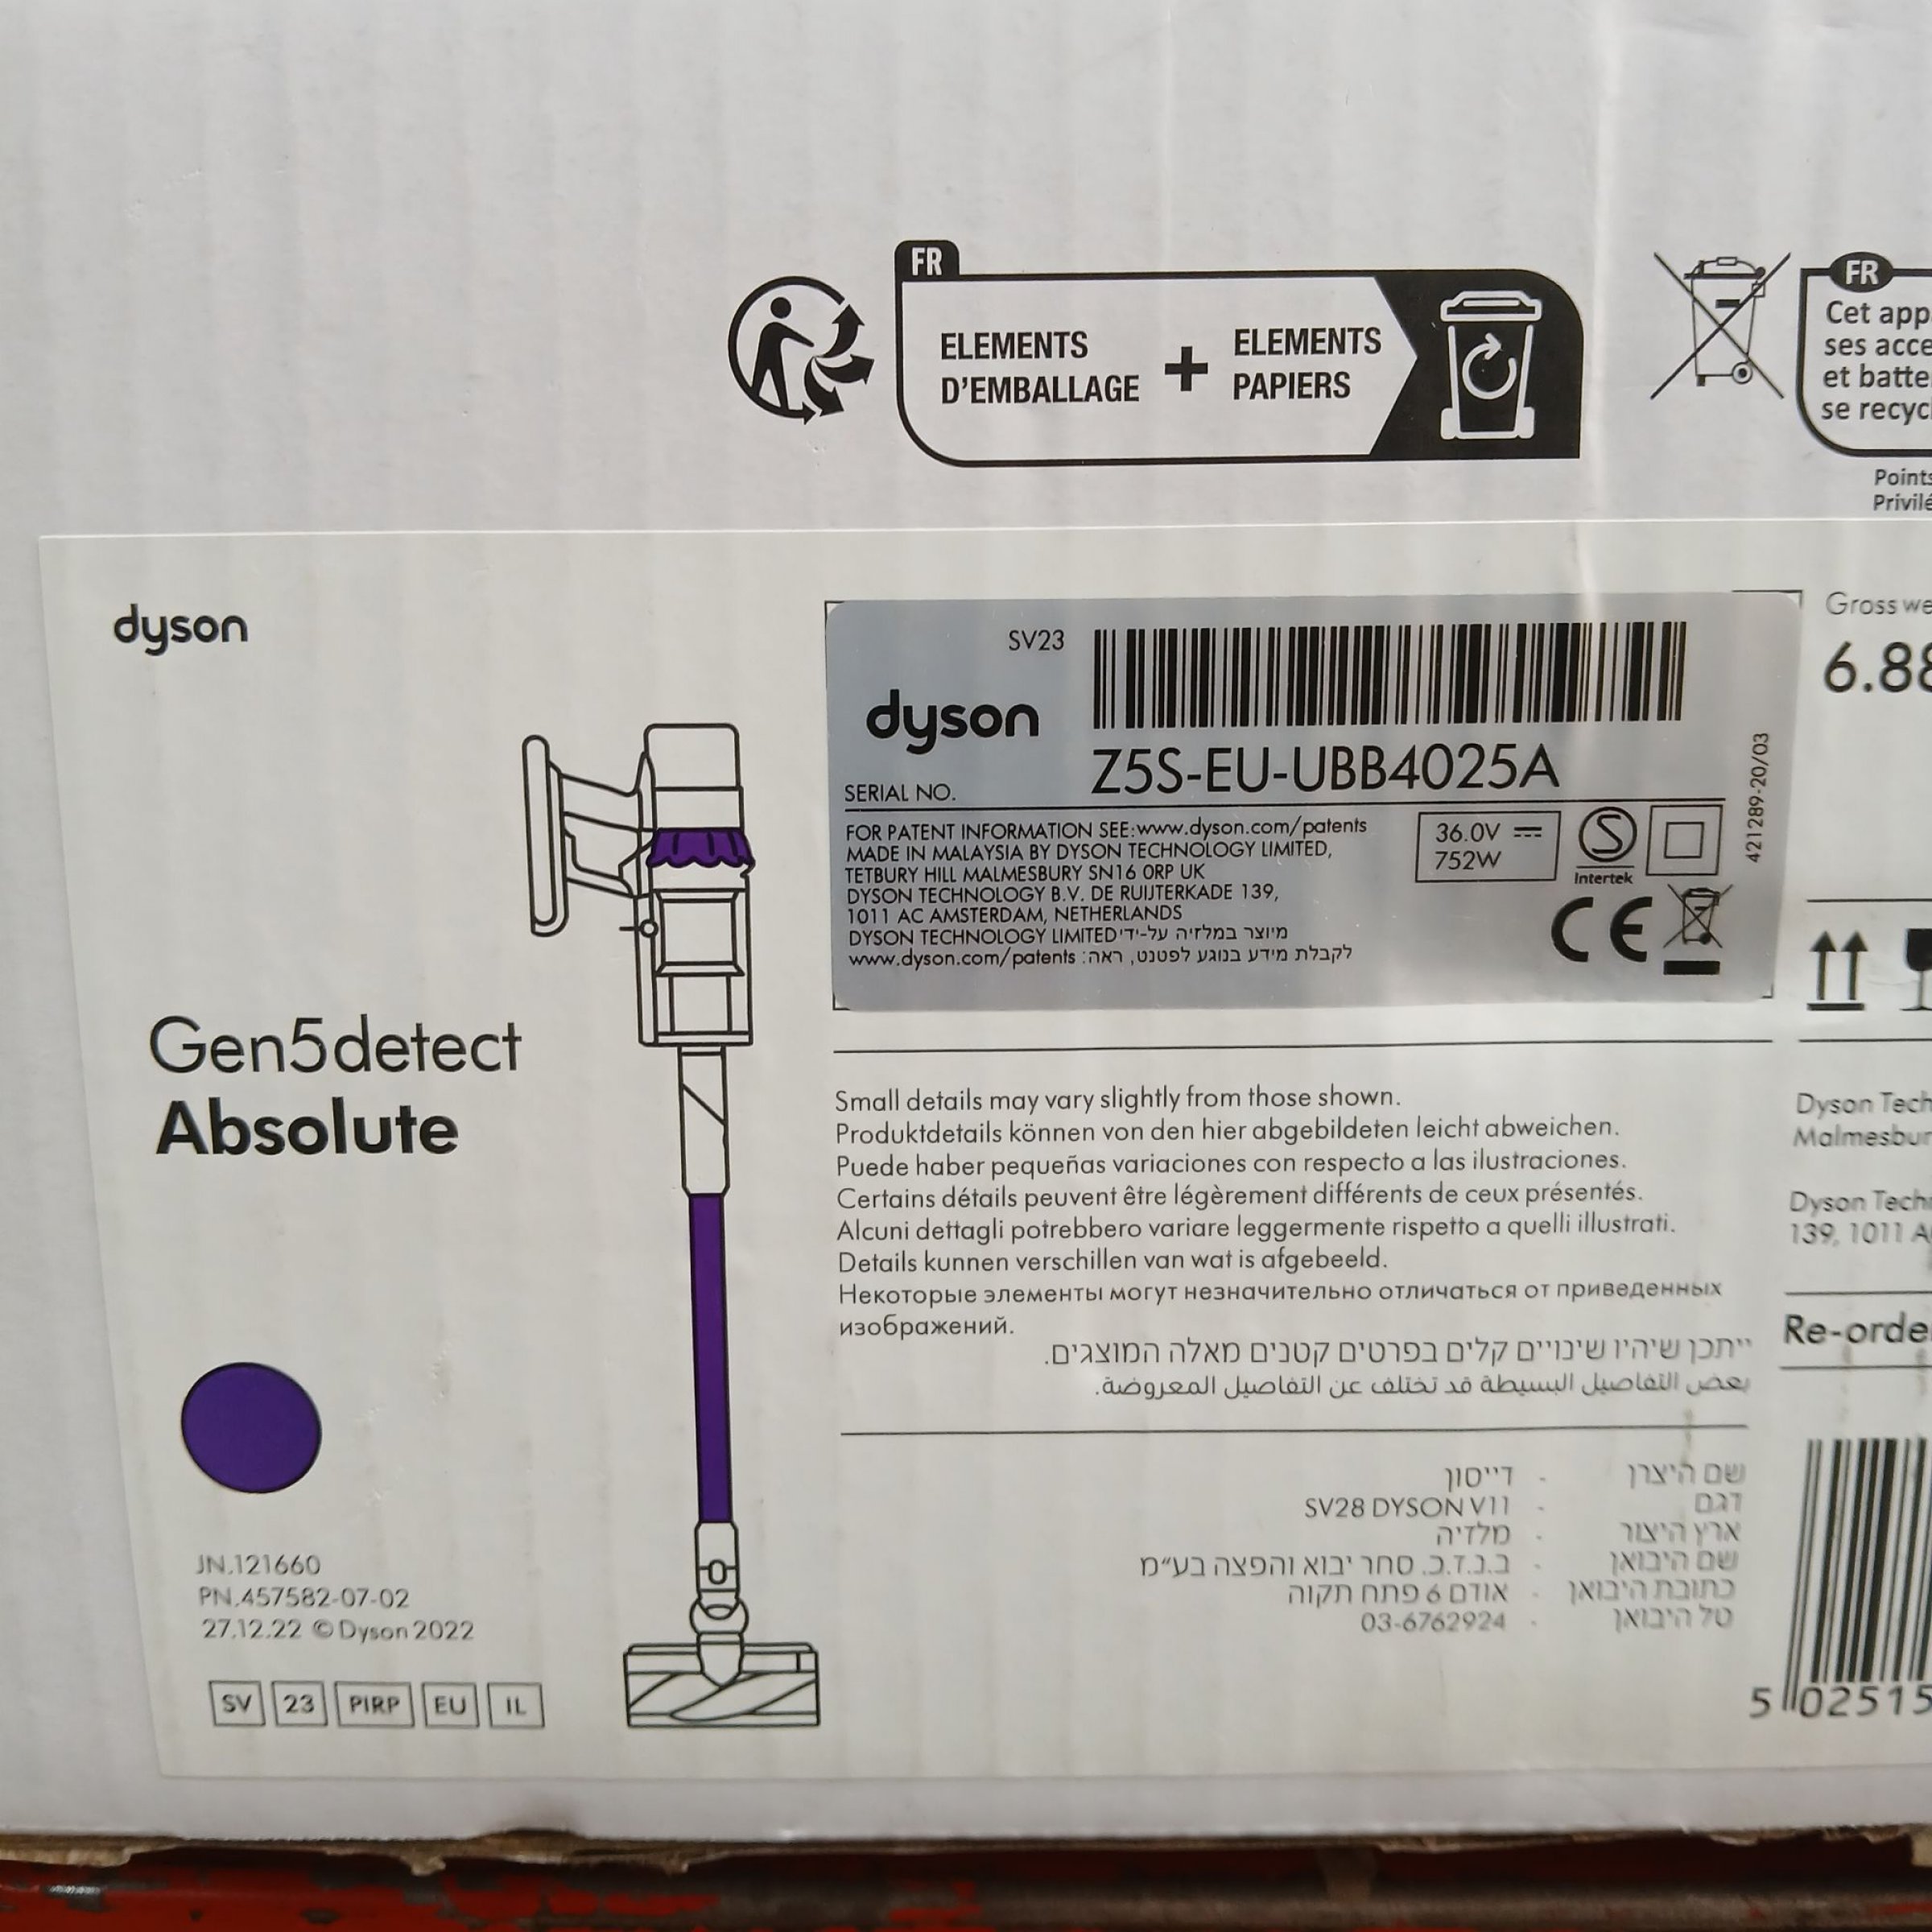 FR
ELEMENTS
D'EMBALLAGE
+
ELEMENTS
PAPIERS
FR
Cet app
ses acce
et batte
se recyc
Points
Privilé
dyson
Gen5detect
Absolute
JN.121660
PN.457582-07-02
27.12.22 © Dyson 2022
SV 23 PIRP EU IL
SV23
dyson
SERIAL NO.
Z5S-EU-UBB4025A
FOR PATENT INFORMATION SEE:www.dyson.com/patents
MADE IN MALAYSIA BY DYSON TECHNOLOGY LIMITED,
TETBURY HILL MALMESBURY SN16 0RP UK
DYSON TECHNOLOGY B.V. DE RUIJTERKADE 139,
1011 AC AMSTERDAM, NETHERLANDS
מיוצר במלזיה על-ידי DYSON TECHNOLOGY LIMITED
לקבלת מידע בנוגע לפטנט, ראה: www.dyson.com/patents
36.0V
752W
Intertek
CE
421289-20/03
Small details may vary slightly from those shown.
Produktdetails können von den hier abgebildeten leicht abweichen.
Puede haber pequeñas variaciones con respecto a las ilustraciones.
Certains détails peuvent être légèrement différents de ceux présentés.
Alcuni dettagli potrebbero variare leggermente rispetto a quelli illustrati.
Details kunnen verschillen van wat is afgebeeld.
Некоторые элементы могут незначительно отличаться от приведенных
изображений.
ייתכן שיהיו שינויים קלים בפרטים קטנים מאלה המוצגים.
بعض التفاصيل البسيطة قد تختلف عن التفاصيل المعروضة.
שם היצרן - דייסון
דגם - SV28 DYSON V11
ארץ היצור - מלזיה
שם היבואן - ב.נ.ז.כ. סחר יבוא והפצה בע״מ
כתובת היבואן - אודם 6 פתח תקוה
טל היבואן - 03-6762924
Gross we
6.88
Dyson Tech
Malmesbur
Dyson Techn
139, 1011 A
Re-orde
5 02515